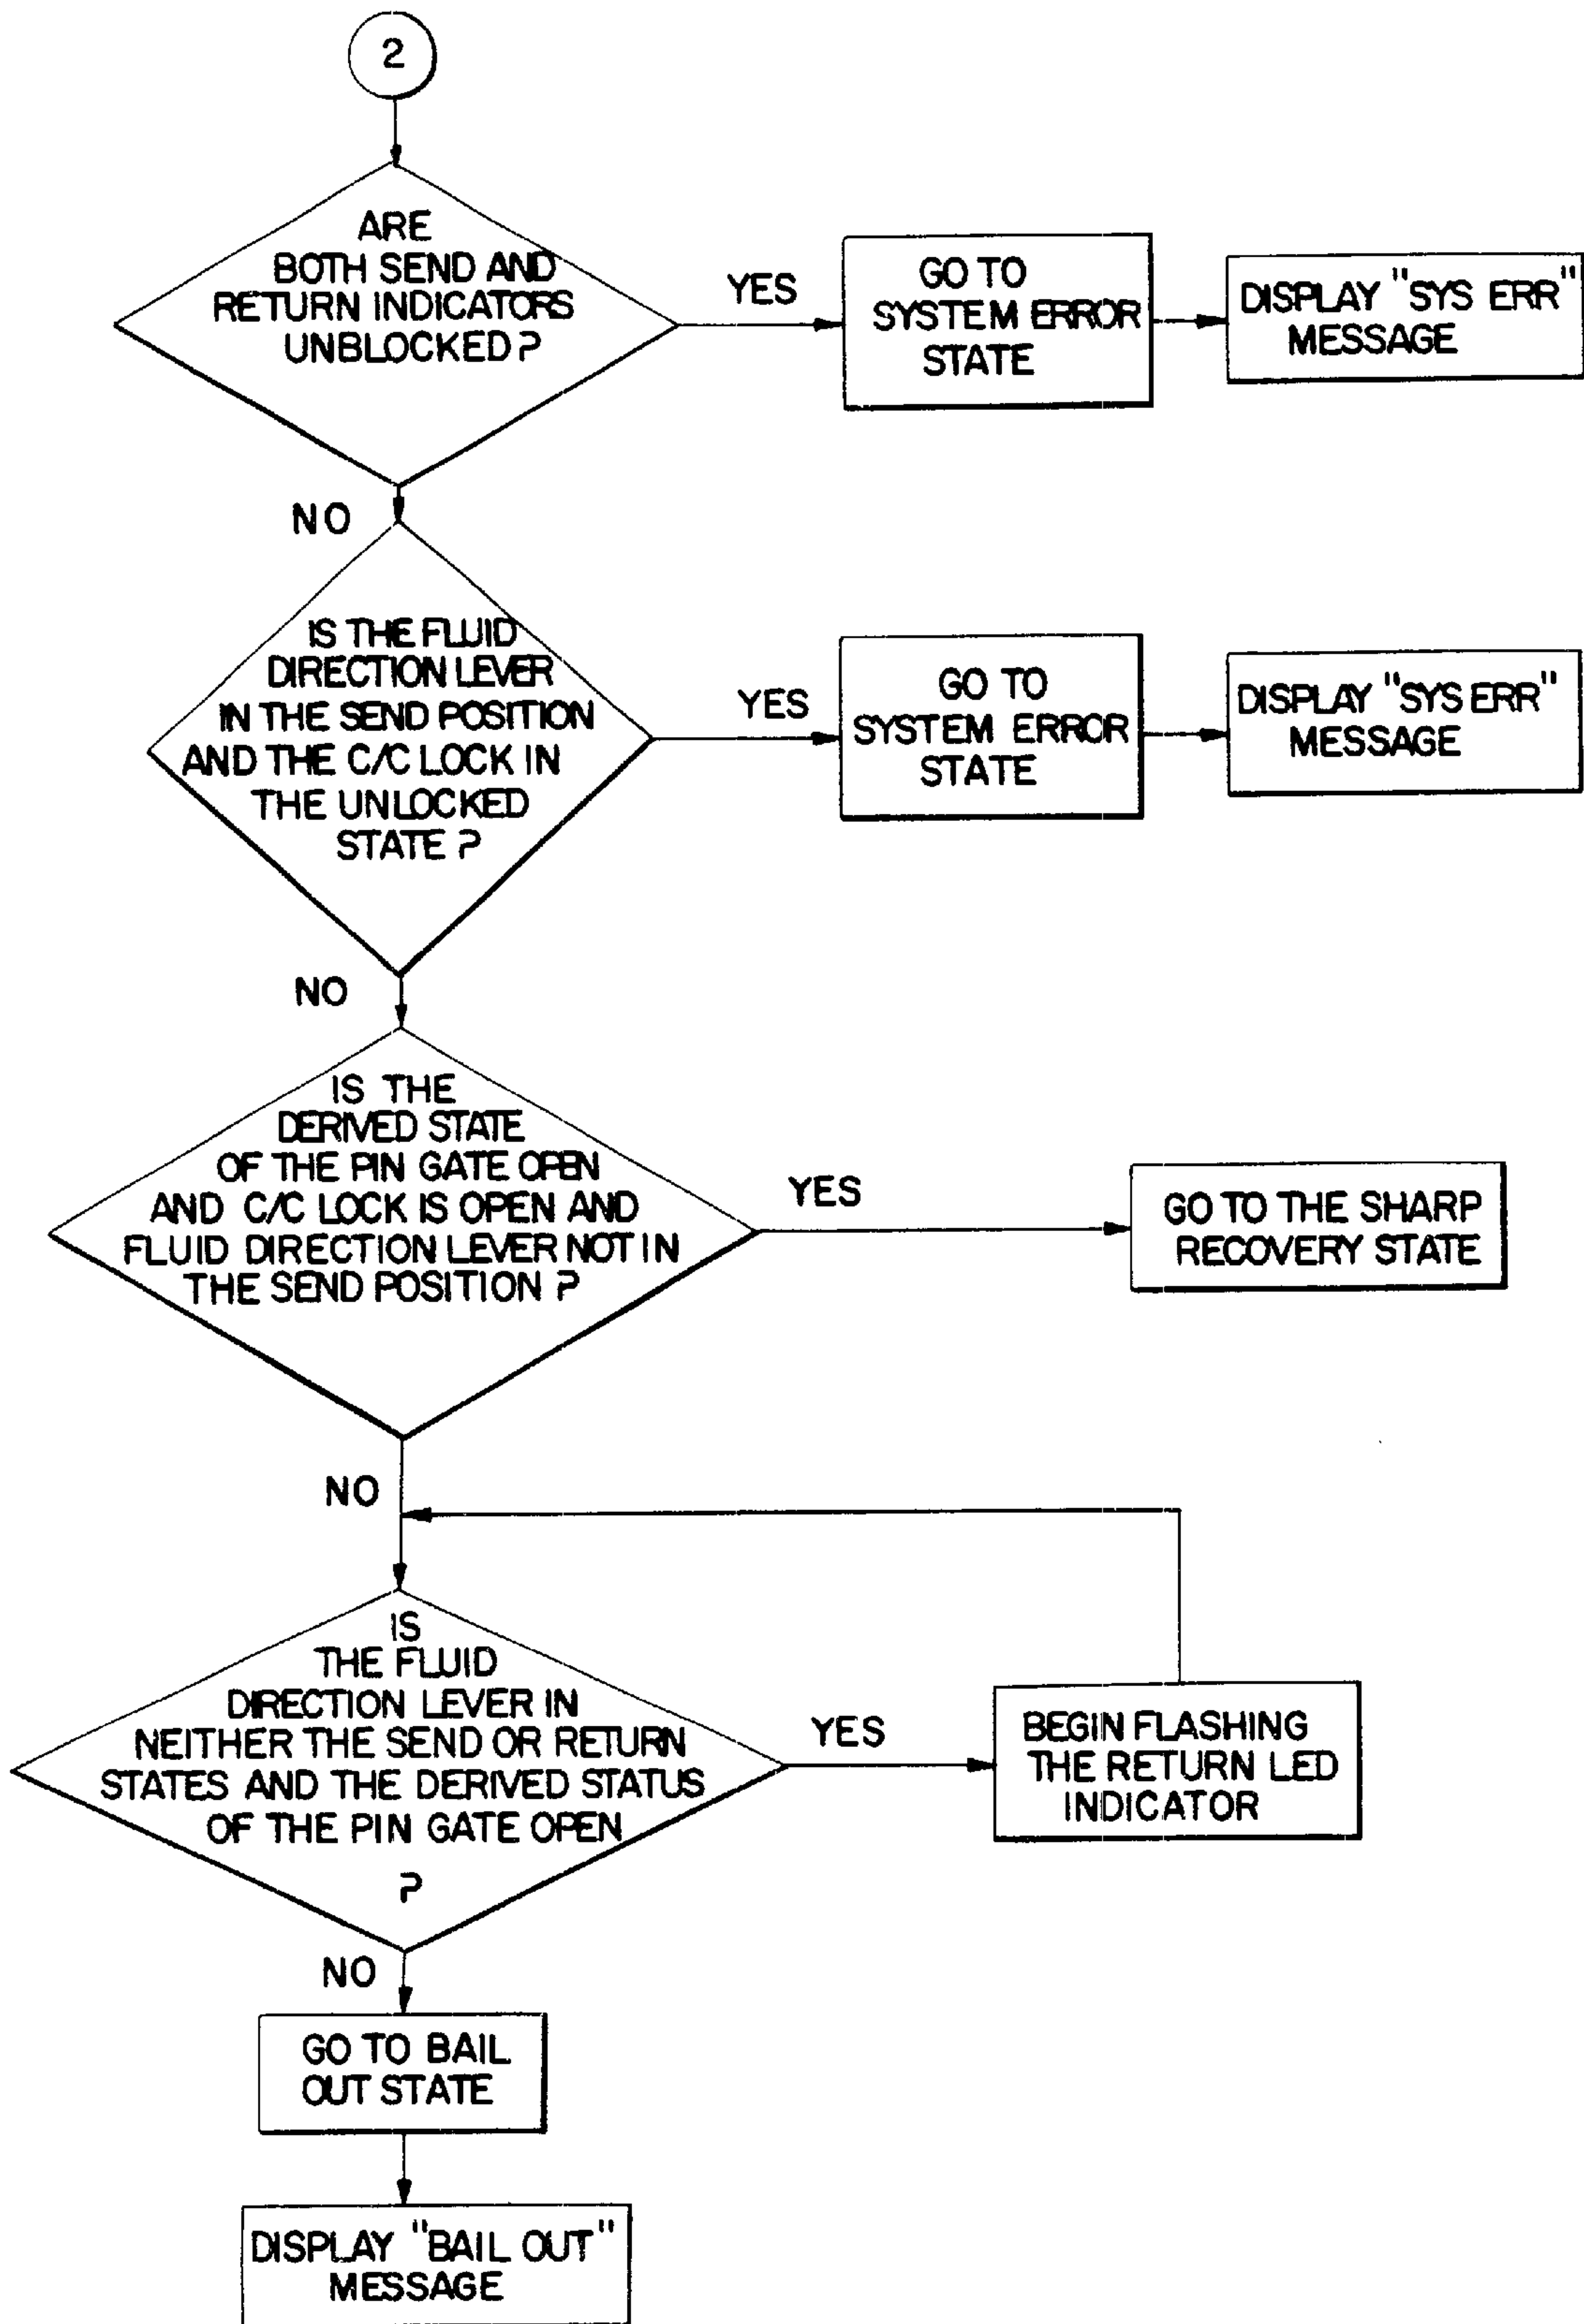 2
ARE
BOTH SEND AND
RETURN INDICATORS
UNBLOCKED?
YES
GO TO
SYSTEM ERROR
STATE
DISPLAY "SYS ERR"
MESSAGE
NO
IS THE FLUID
DIRECTION LEVER
IN THE SEND POSITION
AND THE C/C LOCK IN
THE UNLOCKED
STATE?
YES
GO TO
SYSTEM ERROR
STATE
DISPLAY "SYS ERR"
MESSAGE
NO
IS THE
DERIVED STATE
OF THE PIN GATE OPEN
AND C/C LOCK IS OPEN AND
FLUID DIRECTION LEVER NOT IN
THE SEND POSITION?
YES
GO TO THE SHARP
RECOVERY STATE
NO
IS
THE FLUID
DIRECTION LEVER IN
NEITHER THE SEND OR RETURN
STATES AND THE DERIVED STATUS
OF THE PIN GATE OPEN
?
YES
BEGIN FLASHING
THE RETURN LED
INDICATOR
NO
GO TO BAIL
OUT STATE
DISPLAY "BAIL OUT"
MESSAGE